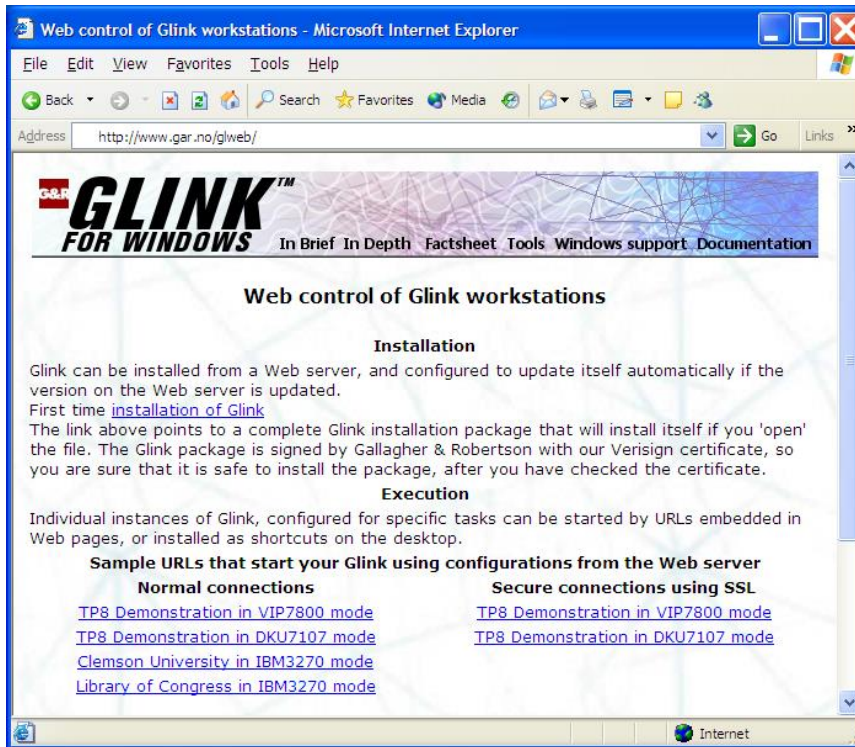 Web control of Glink workstations - Microsoft Internet Explorer
File Edit View Favorites Tools Help
Back Search Favorites Media
Address http://www.gar.no/glweb/ Go Links »
G&R GLINK™
FOR WINDOWS In Brief In Depth Factsheet Tools Windows support Documentation
Web control of Glink workstations
Installation
Glink can be installed from a Web server, and configured to update itself automatically if the
version on the Web server is updated.
First time installation of Glink
The link above points to a complete Glink installation package that will install itself if you 'open'
the file. The Glink package is signed by Gallagher & Robertson with our Verisign certificate, so
you are sure that it is safe to install the package, after you have checked the certificate.
Execution
Individual instances of Glink, configured for specific tasks can be started by URLs embedded in
Web pages, or installed as shortcuts on the desktop.
Sample URLs that start your Glink using configurations from the Web server
Normal connections Secure connections using SSL
TP8 Demonstration in VIP7800 mode TP8 Demonstration in VIP7800 mode
TP8 Demonstration in DKU7107 mode TP8 Demonstration in DKU7107 mode
Clemson University in IBM3270 mode
Library of Congress in IBM3270 mode
Internet